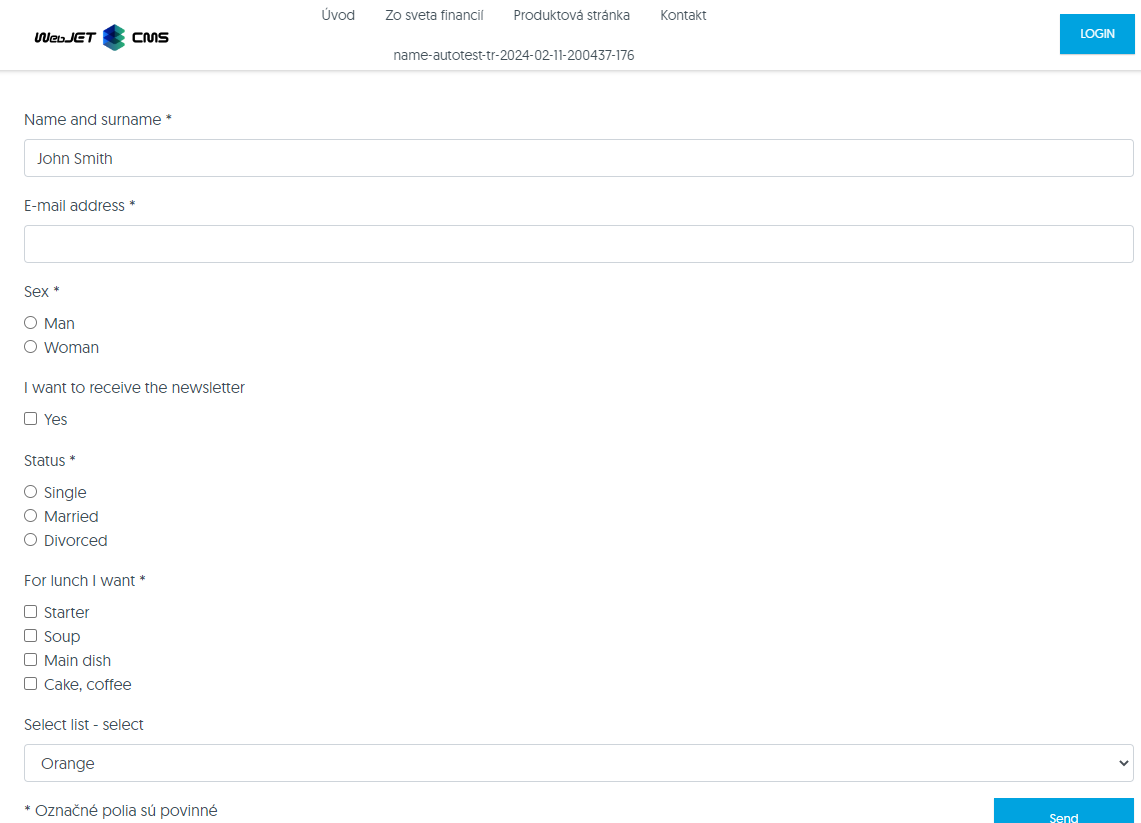 WebJET CMS
Úvod Zo sveta financií Produktová stránka Kontakt
name-autotest-tr-2024-02-11-200437-176
LOGIN
Name and surname *
John Smith
E-mail address *
Sex *
Man
Woman
I want to receive the newsletter
Yes
Status *
Single
Married
Divorced
For lunch I want *
Starter
Soup
Main dish
Cake, coffee
Select list - select
Orange
* Označné polia sú povinné
Send